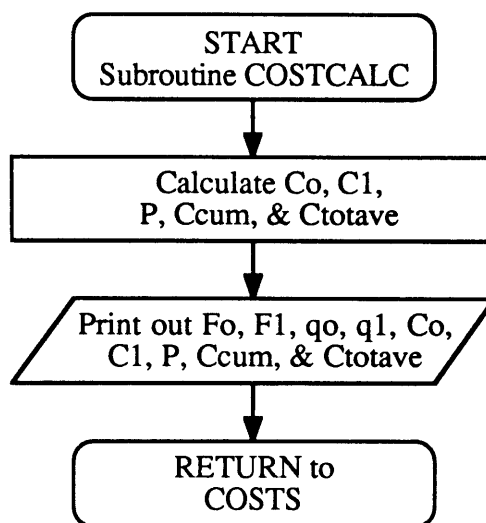 START
Subroutine COSTCALC
Calculate Co, C1,
P, Ccum, & Ctotave
Print out Fo, F1, qo, q1, Co,
C1, P, Ccum, & Ctotave
RETURN to
COSTS